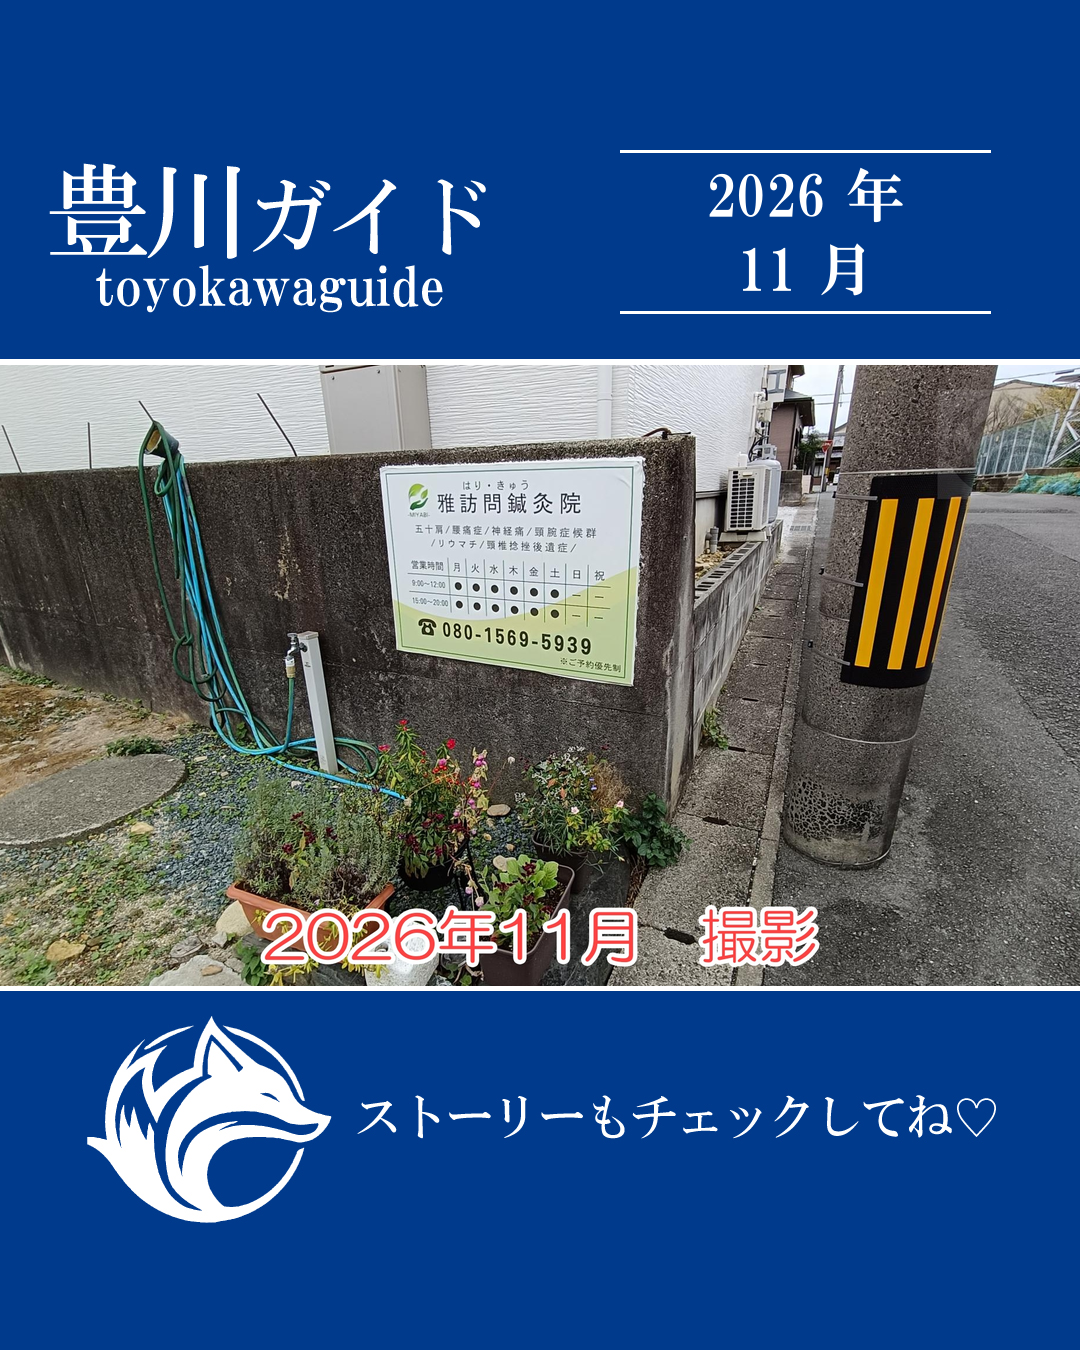 豊川ガイド
toyokawaguide
2026 年
11 月
はり・きゅう
雅訪問鍼灸院
MIYABI
五十肩/腰痛症/神経痛/頸腕症候群
/リウマチ/頸椎捻挫後遺症/
営業時間 月 火 水 木 金 土 日 祝
9:00～12:00 ● ● ● ● ● ● － －
15:00～20:00 ● ● ● ● ● ● － －
☎080-1569-5939
※ご予約優先制
2026年11月　撮影
ストーリーもチェックしてね♡